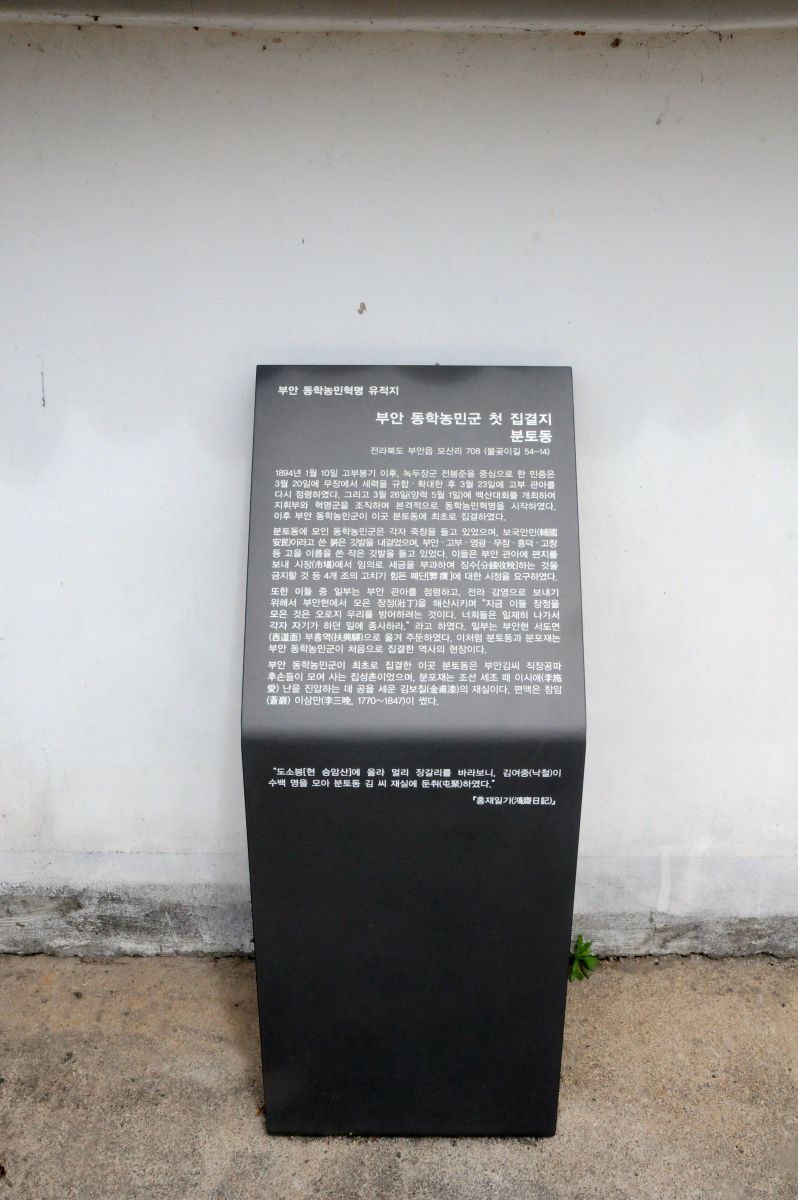 부안 동학농민혁명 유적지
부안 동학농민군 첫 집결지
분토동
전라북도 부안읍 모산리 708 (불곶이길 54-14)
1894년 1월 10일 고부봉기 이후, 녹두장군 전봉준을 중심으로 한 민중은
3월 20일에 무장에서 세력을 규합·확대한 후 3월 23일에 고부 관아를
다시 점령하였다. 그리고 3월 26일(양력 5월 1일)에 백산대회를 개최하여
지휘부와 혁명군을 조직하며 본격적으로 동학농민혁명을 시작하였다.
이후 부안 동학농민군이 이곳 분토동에 최초로 집결하였다.
분토동에 모인 동학농민군은 각자 죽창을 들고 있었으며, 보국안민(輔國
安民)이라고 쓴 붉은 깃발을 내걸었으며, 부안·고부·영광·무장·흥덕·고창
등 고을 이름을 쓴 작은 깃발을 들고 있었다. 이들은 부안 관아에 편지를
보내 시장(市場)에서 임의로 세금을 부과하여 징수[分錢收稅]하는 것을
금지할 것 등 4개 조의 고치기 힘든 폐단[弊瘼]에 대한 시정을 요구하였다.
또한 이들 중 일부는 부안 관아를 점령하고, 전라 감영으로 보내기
위해서 부안현에서 모은 장정(壯丁)을 해산시키며 "지금 이들 장정을
모은 것은 오로지 우리를 방어하려는 것이다. 너희들은 일제히 나가서
각자 자기가 하던 일에 종사하라." 라고 하였다. 일부는 부안현 서도면
(西道面) 부흥역(扶興驛)으로 옮겨 주둔하였다. 이처럼 분토동과 분포재는
부안 동학농민군이 처음으로 집결한 역사의 현장이다.
부안 동학농민군이 최초로 집결한 이곳 분토동은 부안김씨 직장공파
후손들이 모여 사는 집성촌이었으며, 분포재는 조선 세조 때 이시애(李施
愛) 난을 진압하는 데 공을 세운 김보칠(金甫漆)의 재실이다. 편액은 창암
(蒼巖) 이삼만(李三晩, 1770~1847)이 썼다.
"도소봉[현 승암산]에 올라 멀리 장갈리를 바라보니, 김여중(낙철)이
수백 명을 모아 분토동 김 씨 재실에 둔취(屯聚)하였다."
『홍재일기(鴻齋日記)』